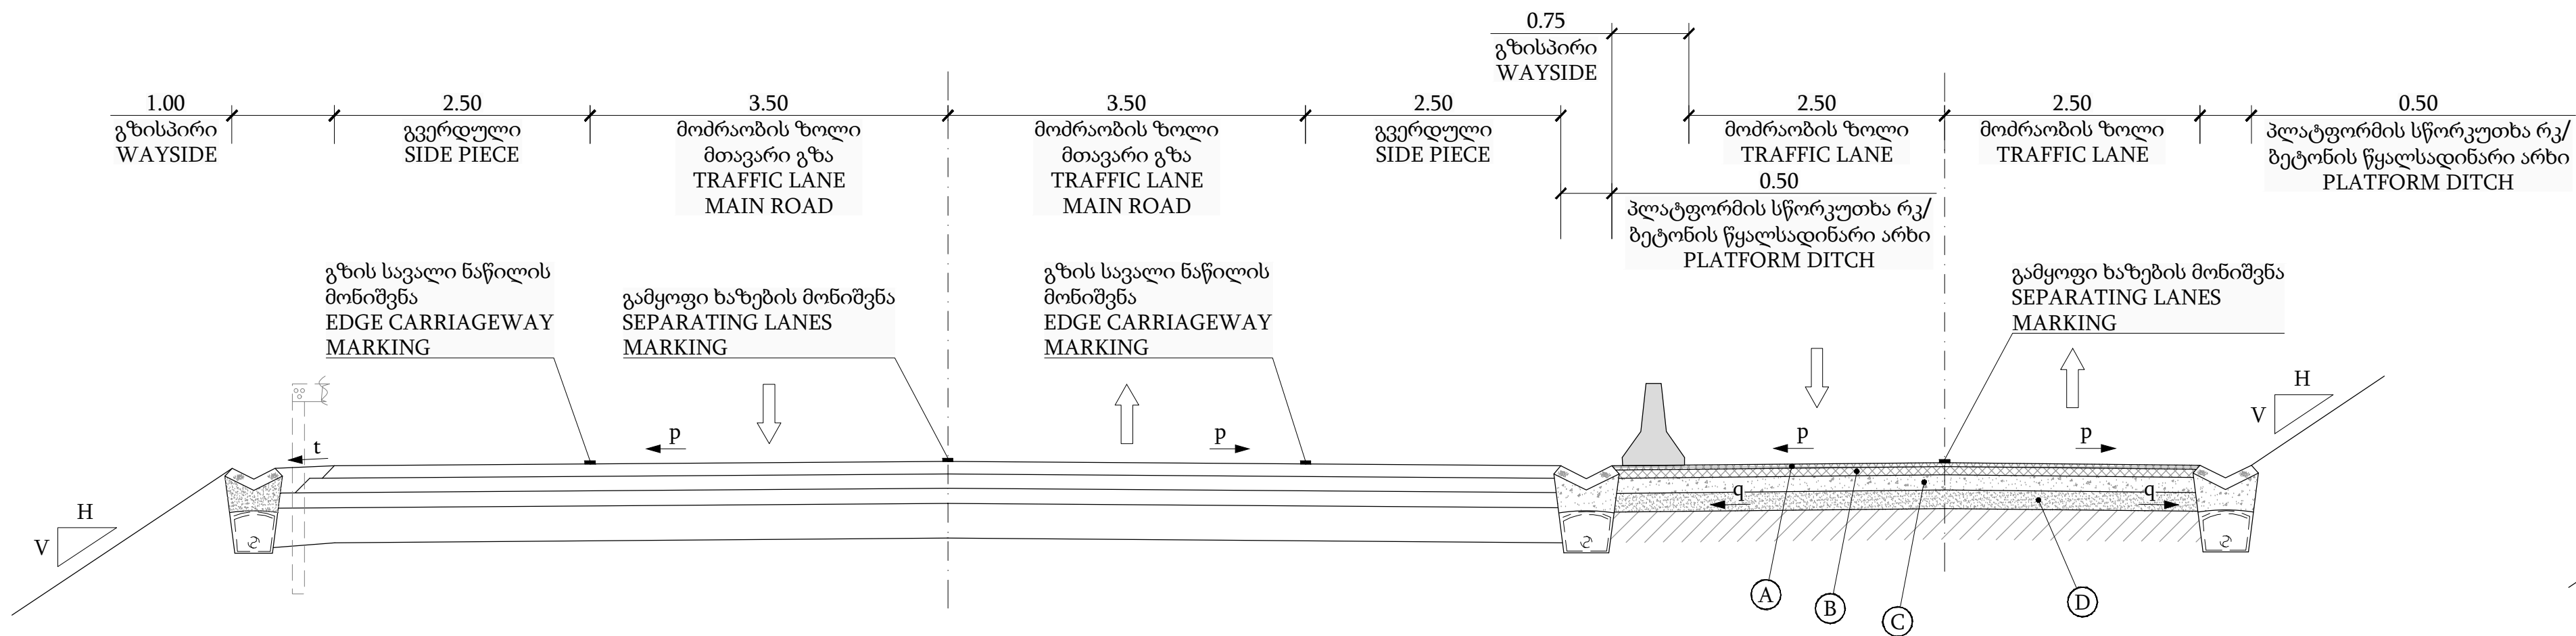 0.75
გზისპირი
WAYSIDE
1.00
გზისპირი
WAYSIDE
2.50
გვერდული
SIDE PIECE
3.50
მოძრაობის ზოლი
მთავარი გზა
TRAFFIC LANE
MAIN ROAD
3.50
მოძრაობის ზოლი
მთავარი გზა
TRAFFIC LANE
MAIN ROAD
2.50
გვერდული
SIDE PIECE
2.50
მოძრაობის ზოლი
TRAFFIC LANE
2.50
მოძრაობის ზოლი
TRAFFIC LANE
0.50
პლატფორმის სწორკუთხა რკ/
ბეტონის წყალსადინარი არხი
PLATFORM DITCH
0.50
პლატფორმის სწორკუთხა რკ/
ბეტონის წყალსადინარი არხი
PLATFORM DITCH
გზის სავალი ნაწილის
მონიშვნა
EDGE CARRIAGEWAY
MARKING
გამყოფი ხაზების მონიშვნა
SEPARATING LANES
MARKING
გზის სავალი ნაწილის
მონიშვნა
EDGE CARRIAGEWAY
MARKING
გამყოფი ხაზების მონიშვნა
SEPARATING LANES
MARKING
H
V
t
p
p
p
p
q
q
H
V
A
B
C
D